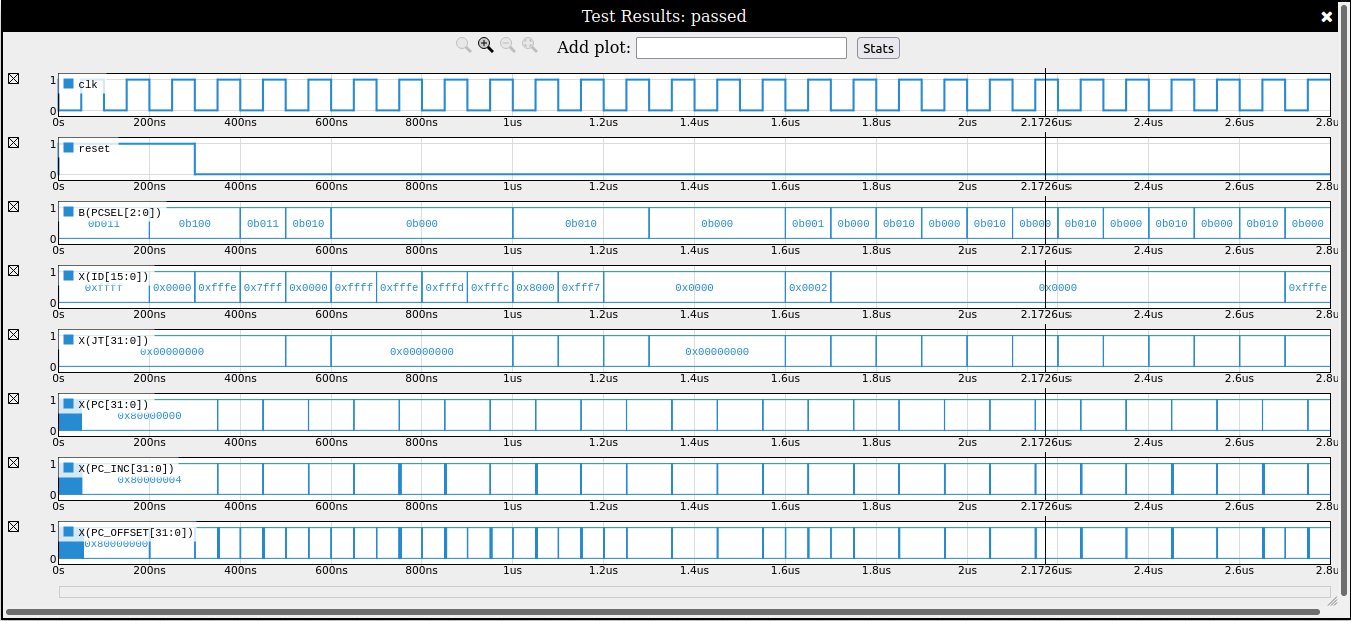 Test Results: passed
Add plot: Stats
1 clk
0
0s 200ns 400ns 600ns 800ns 1us 1.2us 1.4us 1.6us 1.8us 2us 2.1726us 2.4us 2.6us 2.8u
1 reset
0
0s 200ns 400ns 600ns 800ns 1us 1.2us 1.4us 1.6us 1.8us 2us 2.1726us 2.4us 2.6us 2.8u
1 B(PCSEL[2:0])
0b011 0b100 0b011 0b010 0b000 0b010 0b000 0b001 0b000 0b010 0b000 0b010 0b000 0b010 0b000 0b010 0b000 0b010 0b000
0
0s 200ns 400ns 600ns 800ns 1us 1.2us 1.4us 1.6us 1.8us 2us 2.1726us 2.4us 2.6us 2.8u
1 X(ID[15:0])
0xffff 0x0000 0xfffe 0x7fff 0x0000 0xffff 0xfffe 0xfffd 0xfffc 0x8000 0xfff7 0x0000 0x0002 0x0000 0xfffe
0
0s 200ns 400ns 600ns 800ns 1us 1.2us 1.4us 1.6us 1.8us 2us 2.1726us 2.4us 2.6us 2.8u
1 X(JT[31:0])
0x00000000 0x00000000 0x00000000
0
0s 200ns 400ns 600ns 800ns 1us 1.2us 1.4us 1.6us 1.8us 2us 2.1726us 2.4us 2.6us 2.8u
1 X(PC[31:0])
0x80000000
0
0s 200ns 400ns 600ns 800ns 1us 1.2us 1.4us 1.6us 1.8us 2us 2.1726us 2.4us 2.6us 2.8u
1 X(PC_INC[31:0])
0x80000004
0
0s 200ns 400ns 600ns 800ns 1us 1.2us 1.4us 1.6us 1.8us 2us 2.1726us 2.4us 2.6us 2.8u
1 X(PC_OFFSET[31:0])
0x80000000
0
0s 200ns 400ns 600ns 800ns 1us 1.2us 1.4us 1.6us 1.8us 2us 2.1726us 2.4us 2.6us 2.8u